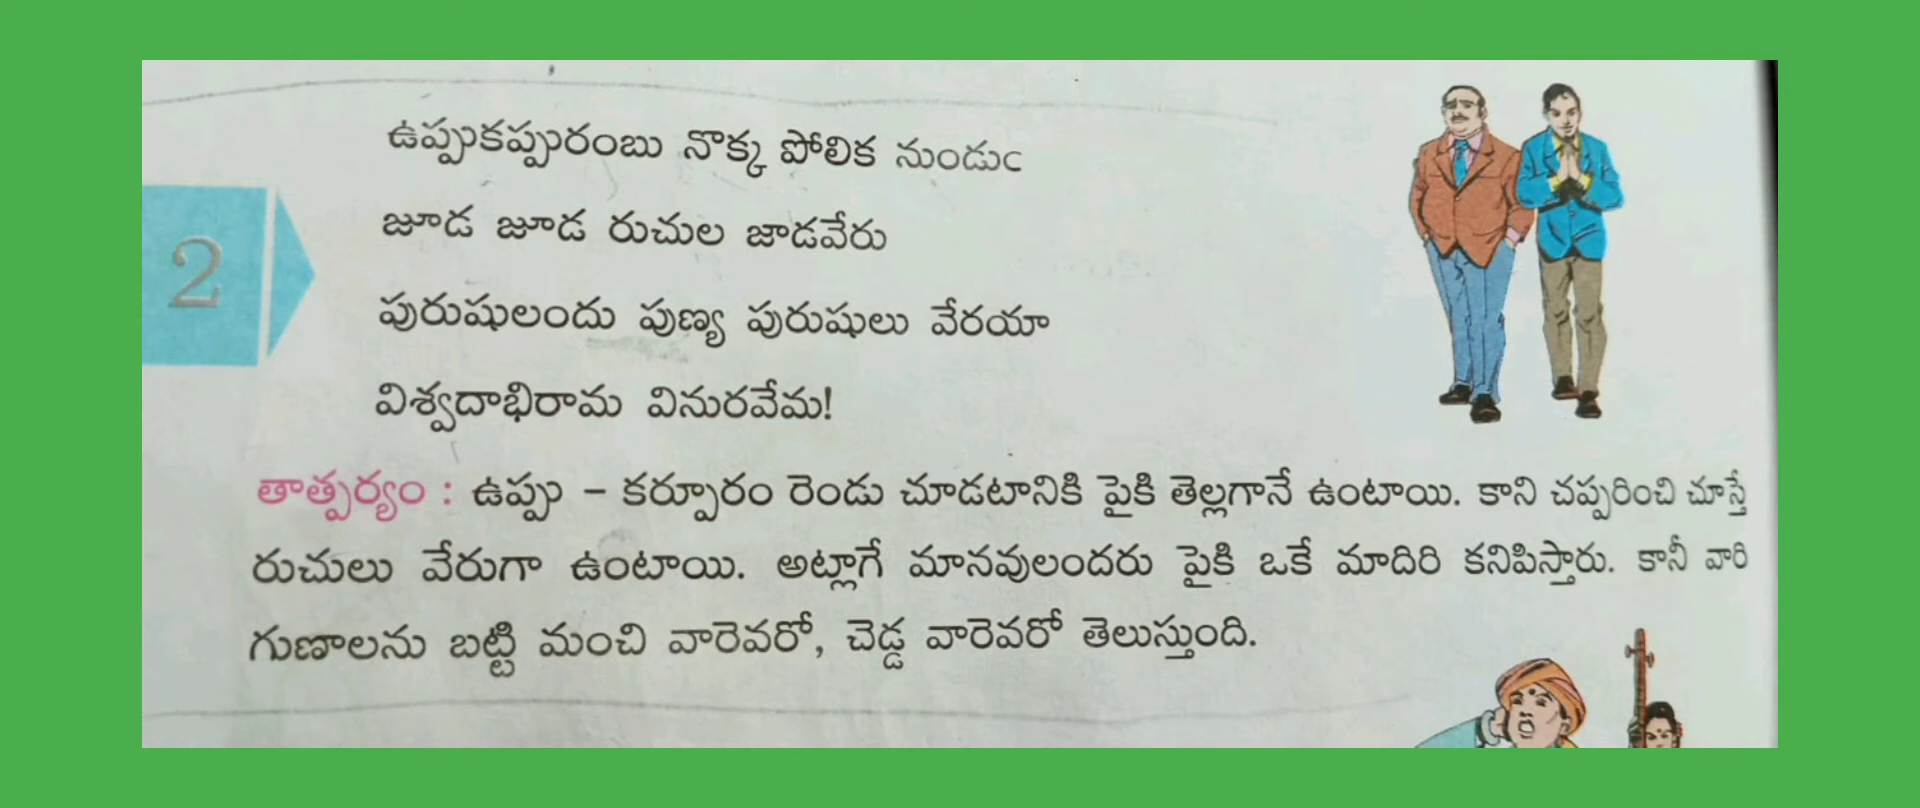 ఉప్పుకప్పురంబు నొక్క పోలిక నుండుఁ
జూడ జూడ రుచుల జాడవేరు
2
పురుషులందు పుణ్య పురుషులు వేరయా
విశ్వదాభిరామ వినురవేమ!
తాత్పర్యం : ఉప్పు – కర్పూరం రెండు చూడటానికి పైకి తెల్లగానే ఉంటాయి. కాని చప్పరించి చూస్తే
రుచులు వేరుగా ఉంటాయి. అట్లాగే మానవులందరు పైకి ఒకే మాదిరి కనిపిస్తారు. కానీ వారి
గుణాలను బట్టి మంచి వారెవరో, చెడ్డ వారెవరో తెలుస్తుంది.